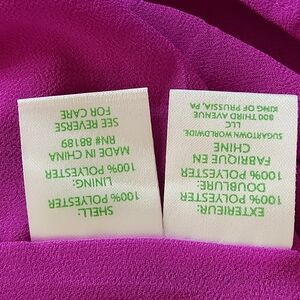 SHELL:
100% POLYESTER
LINING:
100% POLYESTER
MADE IN CHINA
RN# 88189
SEE REVERSE
FOR CARE
EXTERIEUR:
100% POLYESTER
DOUBLURE:
100% POLYESTER
FABRIQUE EN
CHINE
SUGARTOWN WORLDWIDE,
LLC
800 THIRD AVENUE
KING OF PRUSSIA, PA